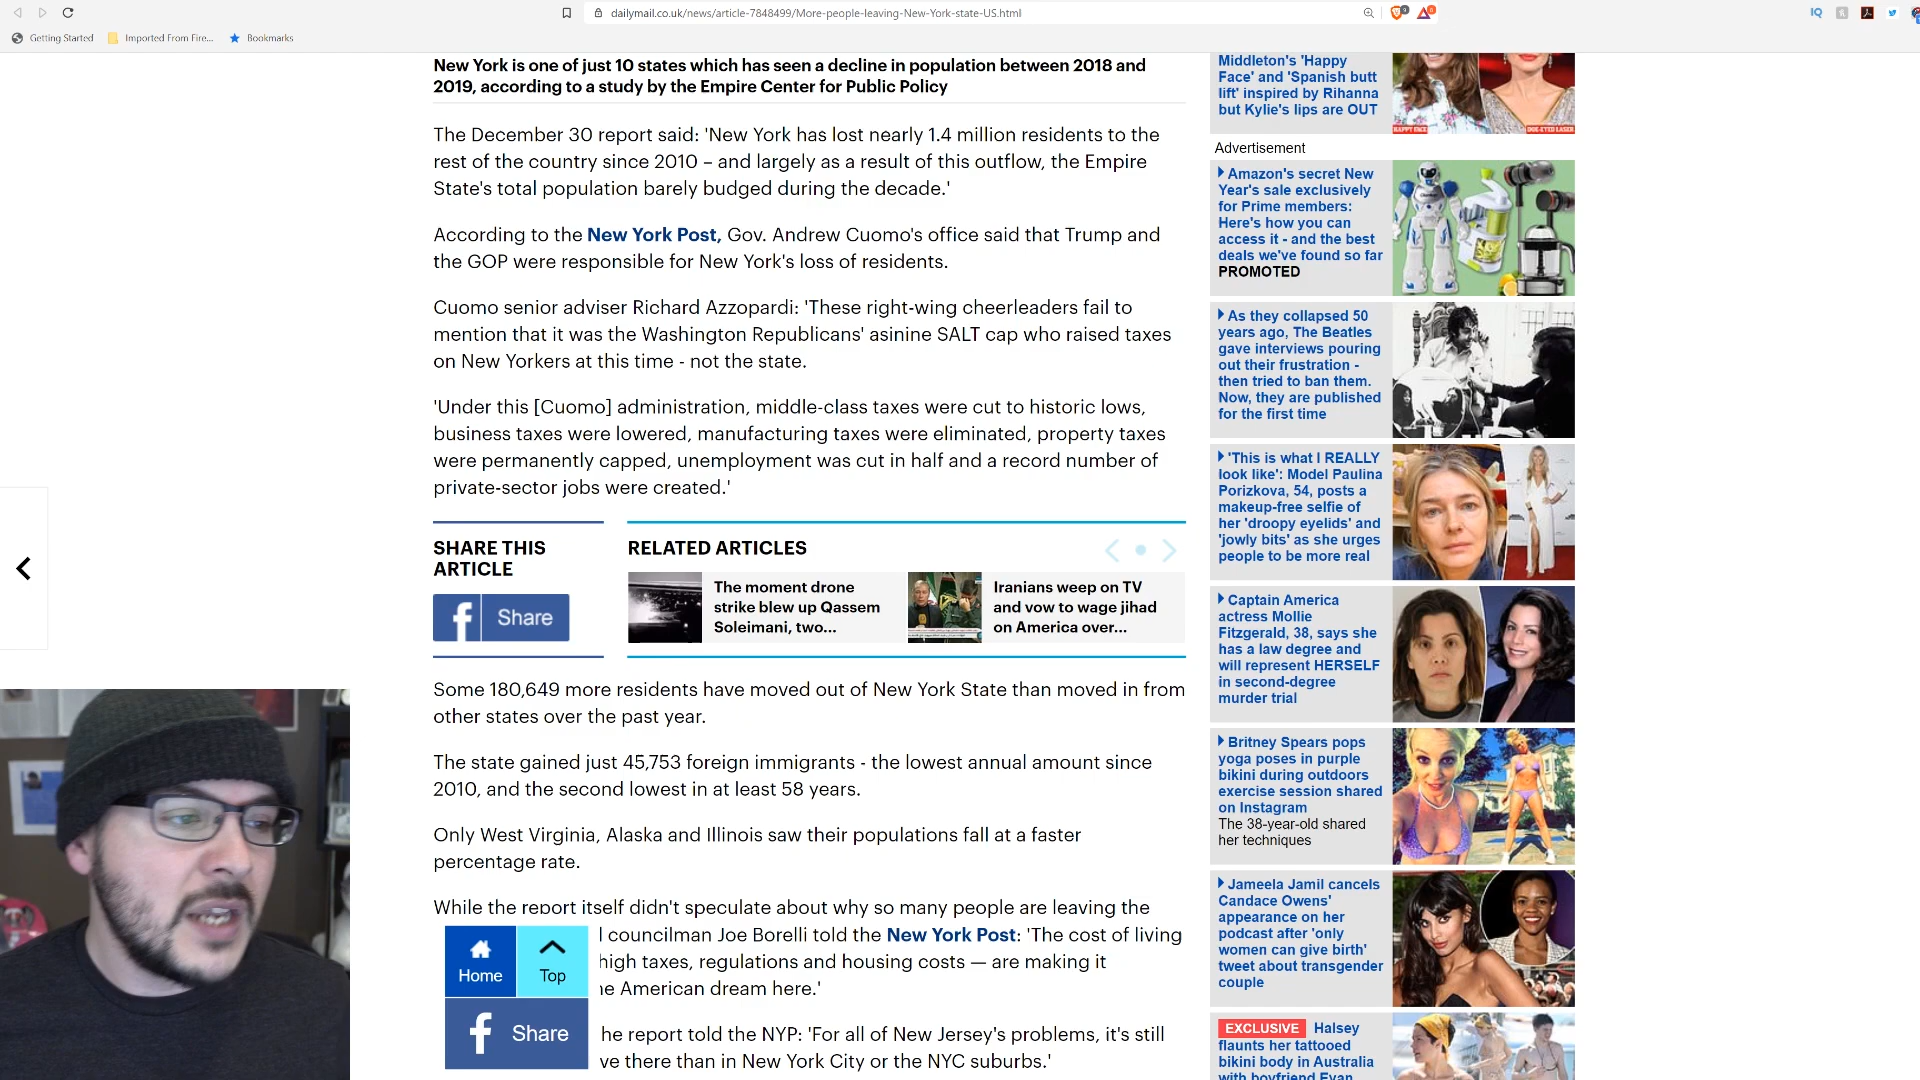 dailymail.co.uk/news/article-7848499/More-people-leaving-New-York-state-US.html
IQ
Getting Started
Imported From Fire...
Bookmarks
New York is one of just 10 states which has seen a decline in population between 2018 and
2019, according to a study by the Empire Center for Public Policy
The December 30 report said: 'New York has lost nearly 1.4 million residents to the
rest of the country since 2010 – and largely as a result of this outflow, the Empire
State's total population barely budged during the decade.'
According to the New York Post, Gov. Andrew Cuomo's office said that Trump and
the GOP were responsible for New York's loss of residents.
Cuomo senior adviser Richard Azzopardi: 'These right-wing cheerleaders fail to
mention that it was the Washington Republicans' asinine SALT cap who raised taxes
on New Yorkers at this time - not the state.
'Under this [Cuomo] administration, middle-class taxes were cut to historic lows,
business taxes were lowered, manufacturing taxes were eliminated, property taxes
were permanently capped, unemployment was cut in half and a record number of
private-sector jobs were created.'
SHARE THIS
ARTICLE
Share
RELATED ARTICLES
The moment drone
strike blew up Qassem
Soleimani, two...
Iranians weep on TV
and vow to wage jihad
on America over...
Some 180,649 more residents have moved out of New York State than moved in from
other states over the past year.
The state gained just 45,753 foreign immigrants - the lowest annual amount since
2010, and the second lowest in at least 58 years.
Only West Virginia, Alaska and Illinois saw their populations fall at a faster
percentage rate.
While the report itself didn't speculate about why so many people are leaving the
l councilman Joe Borelli told the New York Post: 'The cost of living
high taxes, regulations and housing costs — are making it
e American dream here.'
he report told the NYP: 'For all of New Jersey's problems, it's still
ve there than in New York City or the NYC suburbs.'
Home
Top
Share
Middleton's 'Happy
Face' and 'Spanish butt
lift' inspired by Rihanna
but Kylie's lips are OUT
HAPPY FACE
DOE-EYED LASER
Advertisement
Amazon's secret New
Year's sale exclusively
for Prime members:
Here's how you can
access it - and the best
deals we've found so far
PROMOTED
As they collapsed 50
years ago, The Beatles
gave interviews pouring
out their frustration -
then tried to ban them.
Now, they are published
for the first time
'This is what I REALLY
look like': Model Paulina
Porizkova, 54, posts a
makeup-free selfie of
her 'droopy eyelids' and
'jowly bits' as she urges
people to be more real
Captain America
actress Mollie
Fitzgerald, 38, says she
has a law degree and
will represent HERSELF
in second-degree
murder trial
Britney Spears pops
yoga poses in purple
bikini during outdoors
exercise session shared
on Instagram
The 38-year-old shared
her techniques
Jameela Jamil cancels
Candace Owens'
appearance on her
podcast after 'only
women can give birth'
tweet about transgender
couple
EXCLUSIVE Halsey
flaunts her tattooed
bikini body in Australia
with boyfriend Evan